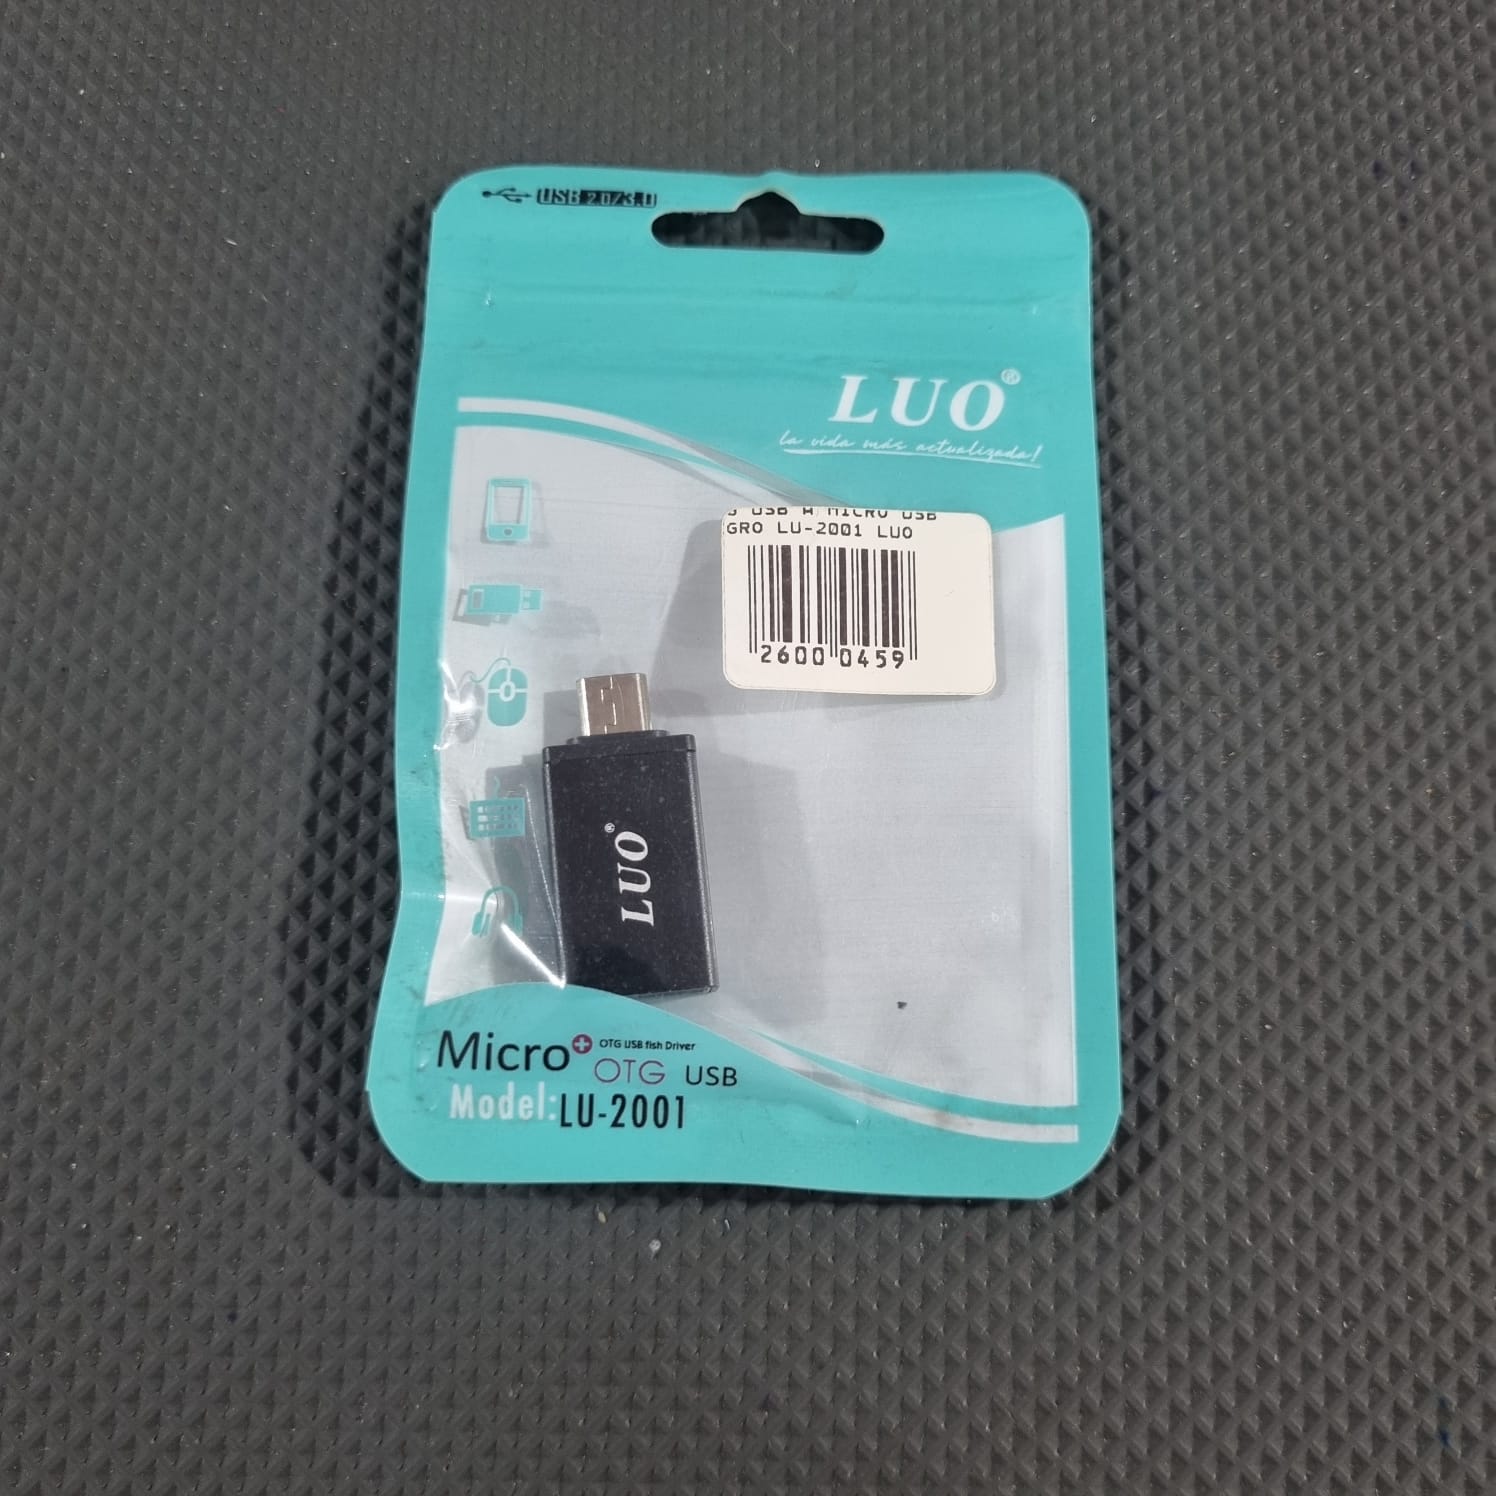 USB 2.0/3.0
LUO®
la vida más actualizada!
USB A MICRO USB
GRO LU-2001 LUO
2600 0459
LUO®
Micro OTG USB fish Driver
OTG USB
Model:LU-2001